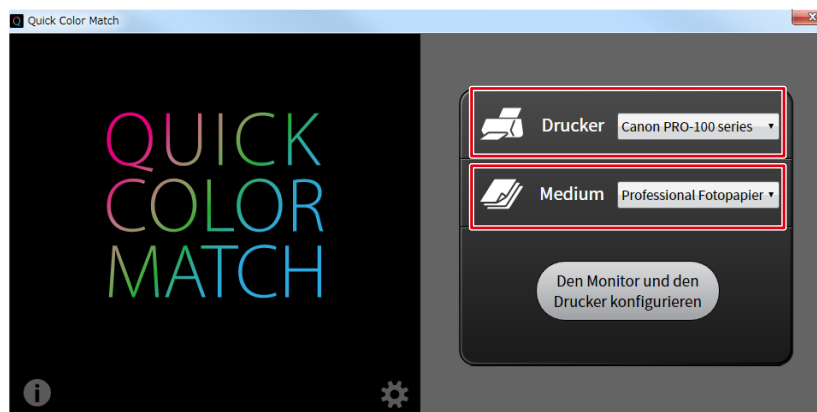 Quick Color Match
QUICK
COLOR
MATCH
Drucker Canon PRO-100 series
Medium Professional Fotopapier
Den Monitor und den
Drucker konfigurieren